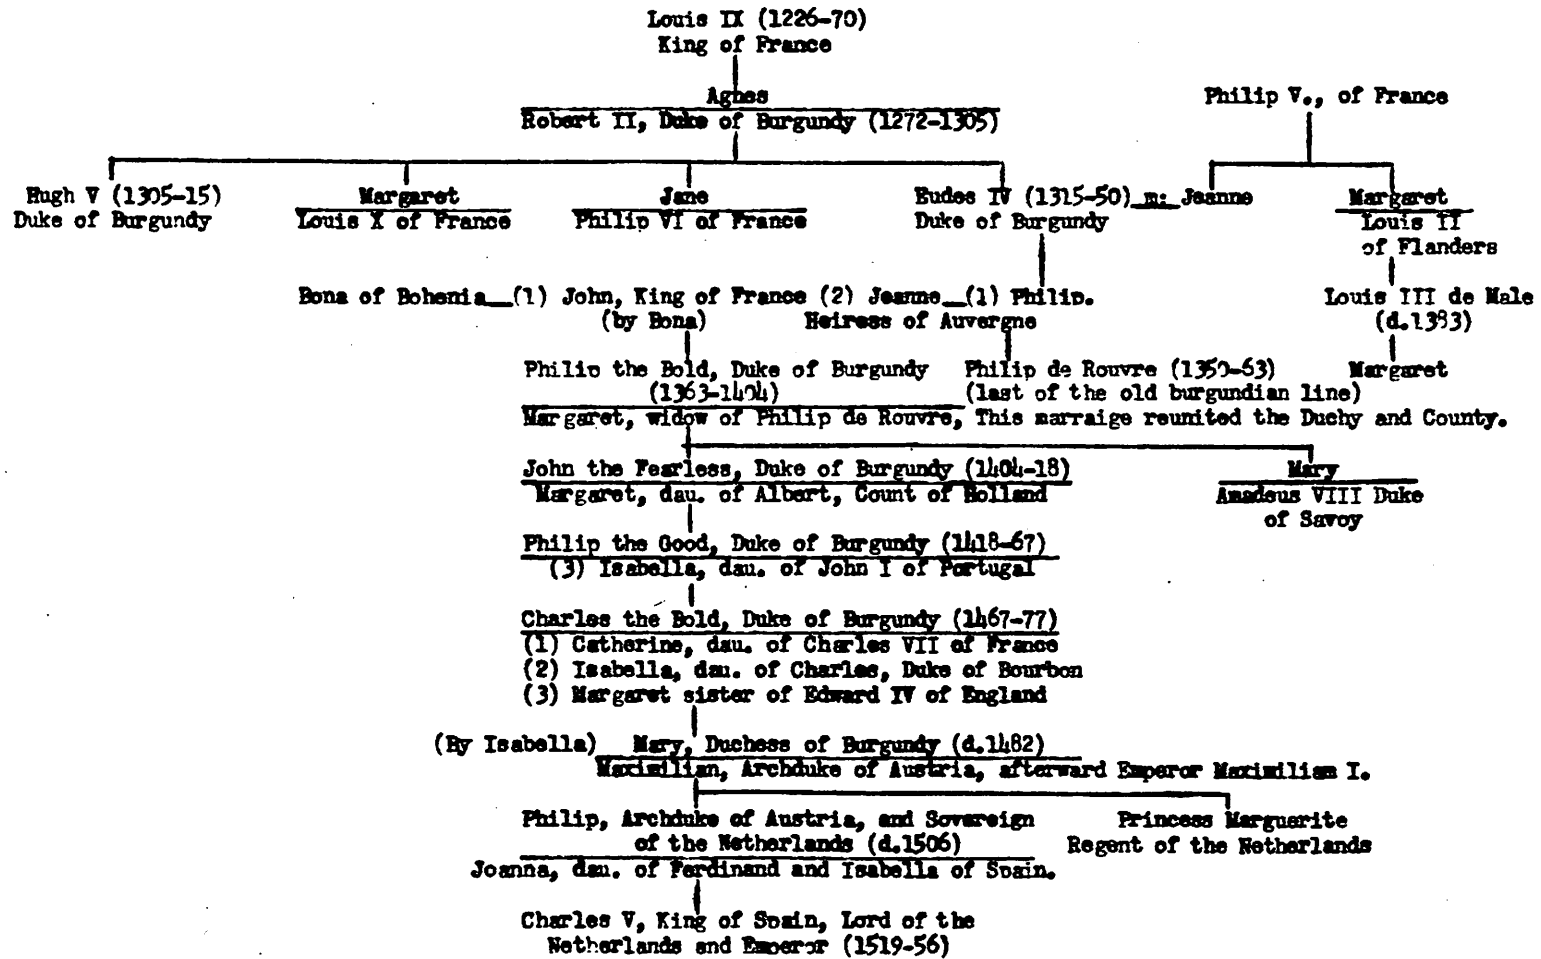 Louis IX (1226-70)
King of France
Agnes
Philip V., of France
Robert II, Duke of Burgundy (1272-1305)
Hugh V (1305-15)
Duke of Burgundy
Margaret
Louis X of France
Jane
Philip VI of France
Eudes IV (1315-50) m: Jeanne
Duke of Burgundy
Margaret
Louis II
of Flanders
Bona of Bohemia (1) John, King of France (2) Jeanne (1) Philip.
(by Bona)
Heiress of Auvergne
Louis III de Male
(d.1383)
Philip the Bold, Duke of Burgundy
(1363-1404)
Philip de Rouvre (1350-63)
(last of the old burgundian line)
Margaret
Margaret, widow of Philip de Rouvre, This marraige reunited the Duchy and County.
John the Fearless, Duke of Burgundy (1404-18)
Margaret, dau. of Albert, Count of Holland
Mary
Amadeus VIII Duke
of Savoy
Philip the Good, Duke of Burgundy (1418-67)
(3) Isabella, dau. of John I of Portugal
Charles the Bold, Duke of Burgundy (1467-77)
(1) Catherine, dau. of Charles VII of France
(2) Isabella, dau. of Charles, Duke of Bourbon
(3) Margaret sister of Edward IV of England
(By Isabella) Mary, Duchess of Burgundy (d.1482)
Maximilian, Archduke of Austria, afterward Emperor Maximilian I.
Philip, Archduke of Austria, and Sovereign
of the Netherlands (d.1506)
Princess Marguerite
Regent of the Netherlands
Joanna, dau. of Ferdinand and Isabella of Spain.
Charles V, King of Spain, Lord of the
Netherlands and Emperor (1519-56)